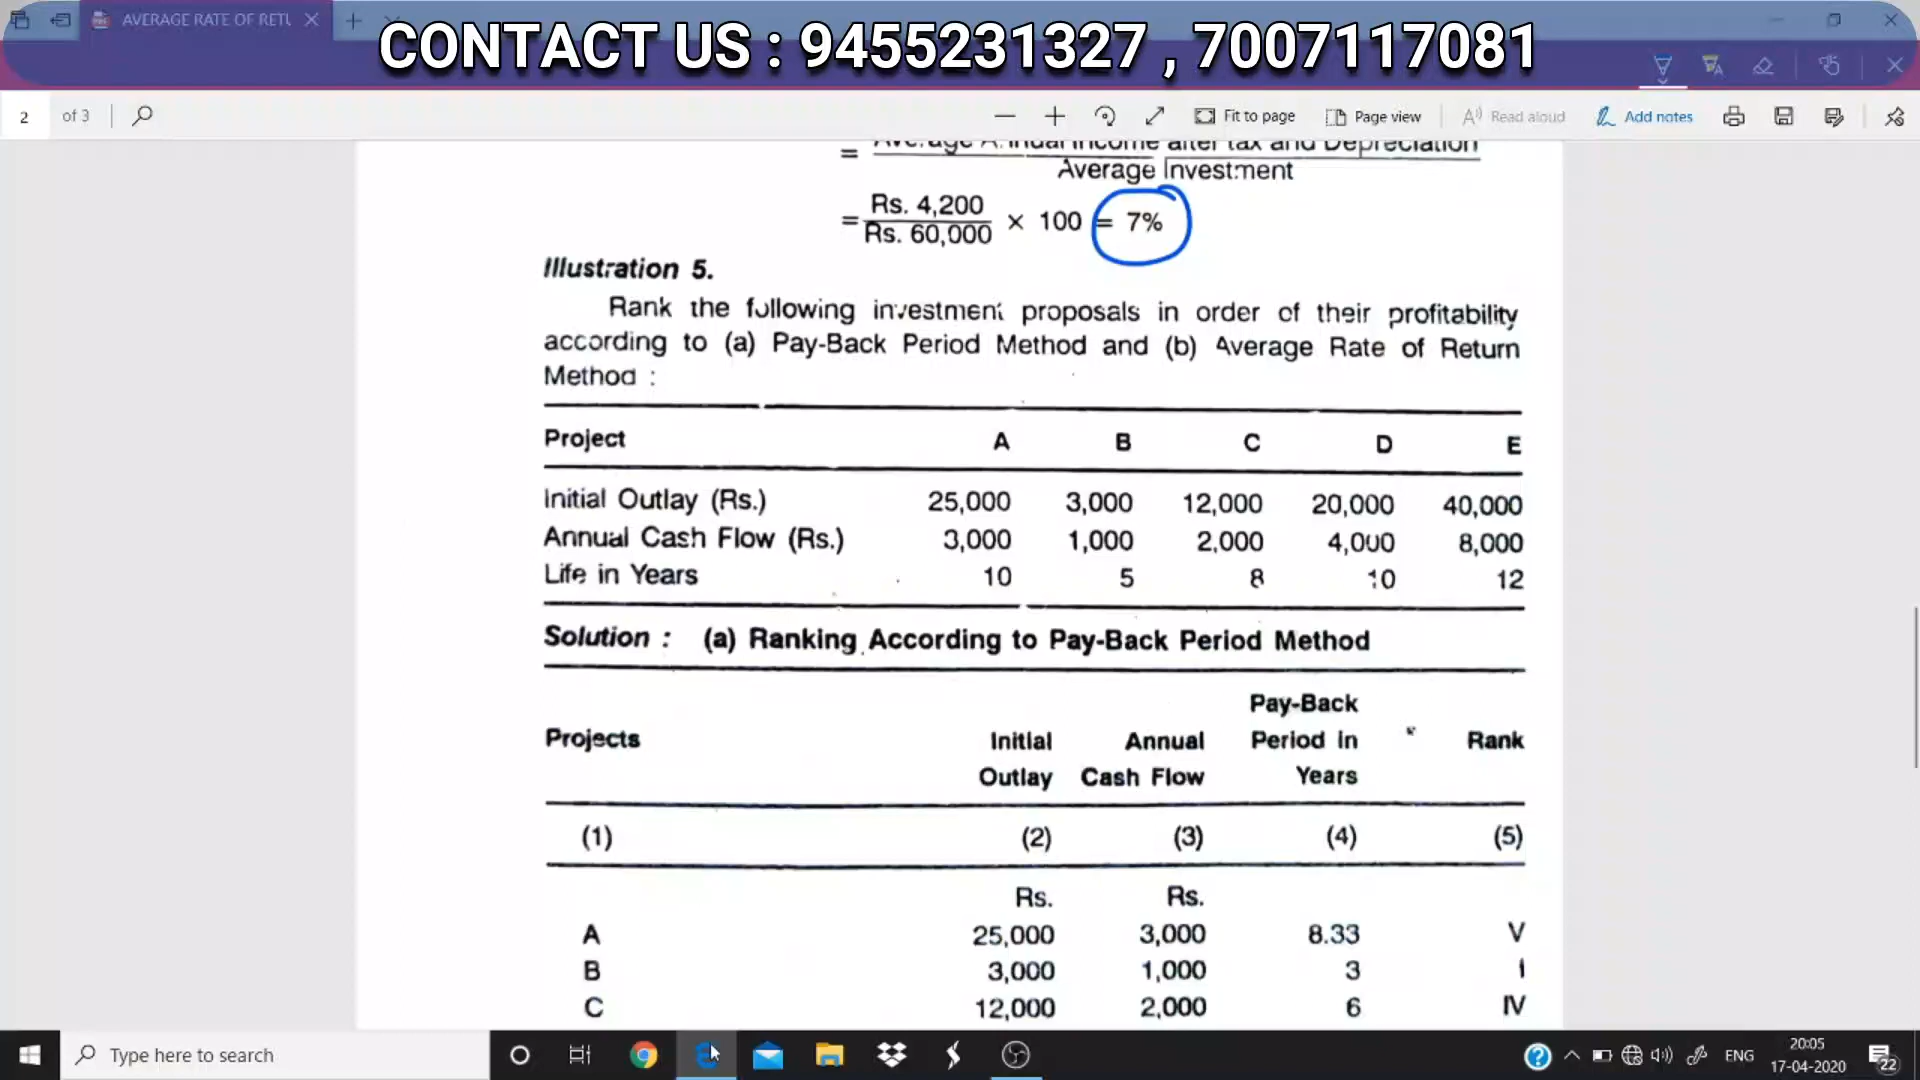 AVERAGE RATE OF RETU
CONTACT US : 9455231327 , 7007117081
2 of 3 Fit to page Page view Read aloud Add notes
= Average Annual Income after tax and Depreciation
Average Investment
= Rs. 4,200
Rs. 60,000 × 100 = 7%
Illustration 5.
Rank the following investment proposals in order of their profitability
according to (a) Pay-Back Period Method and (b) Average Rate of Return
Method :
Project A B C D E
Initial Outlay (Rs.) 25,000 3,000 12,000 20,000 40,000
Annual Cash Flow (Rs.) 3,000 1,000 2,000 4,000 8,000
Life in Years 10 5 8 10 12
Solution : (a) Ranking According to Pay-Back Period Method
Pay-Back
Projects Initial Annual Period in Rank
Outlay Cash Flow Years
(1) (2) (3) (4) (5)
Rs. Rs.
A 25,000 3,000 8.33 V
B 3,000 1,000 3 I
C 12,000 2,000 6 IV
Type here to search
ENG
20:05
17-04-2020
22